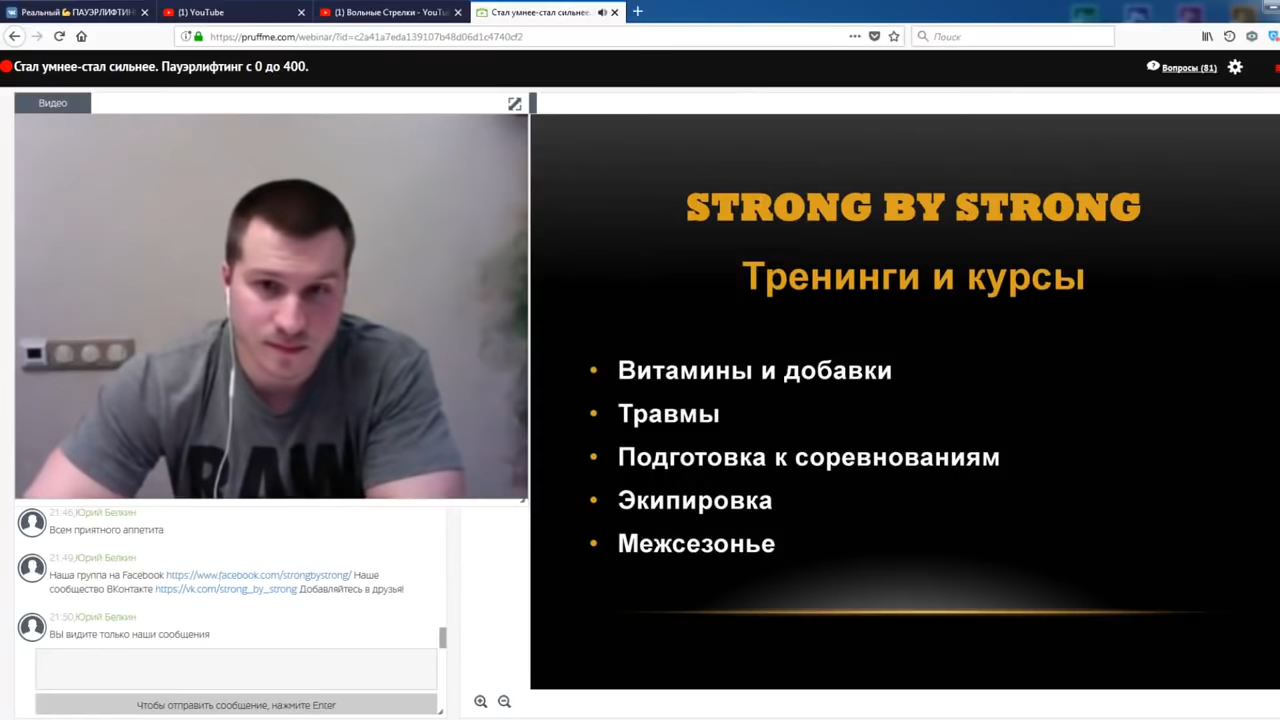 Реальный 💪 ПАУЭРЛИФТИН
(1) YouTube
(1) Вольные Стрелки - YouTu
Стал умнее-стал сильнее.
https://pruffme.com/webinar/?id=c2a41a7eda139107b48d06d1c4740cf2
Поиск
Стал умнее-стал сильнее. Пауэрлифтинг с 0 до 400.
Вопросы (81)
Видео
RAW
STRONG BY STRONG
Тренинги и курсы
• Витамины и добавки
• Травмы
• Подготовка к соревнованиям
• Экипировка
• Межсезонье
21:46,Юрий Белкин
Всем приятного аппетита
21:49,Юрий Белкин
Наша группа на Facebook https://www.facebook.com/strongbystrong/ Наше
сообщество ВКонтакте https://vk.com/strong_by_strong Добавляйтесь в друзья!
21:50,Юрий Белкин
ВЫ видите только наши сообщения
Чтобы отправить сообщение, нажмите Enter